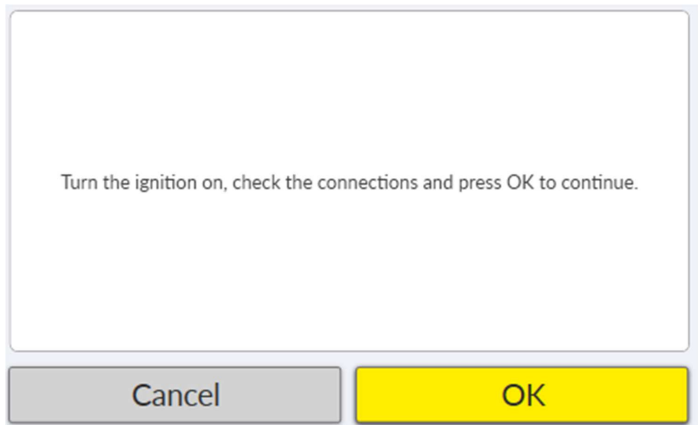 Turn the ignition on, check the connections and press OK to continue.
Cancel OK